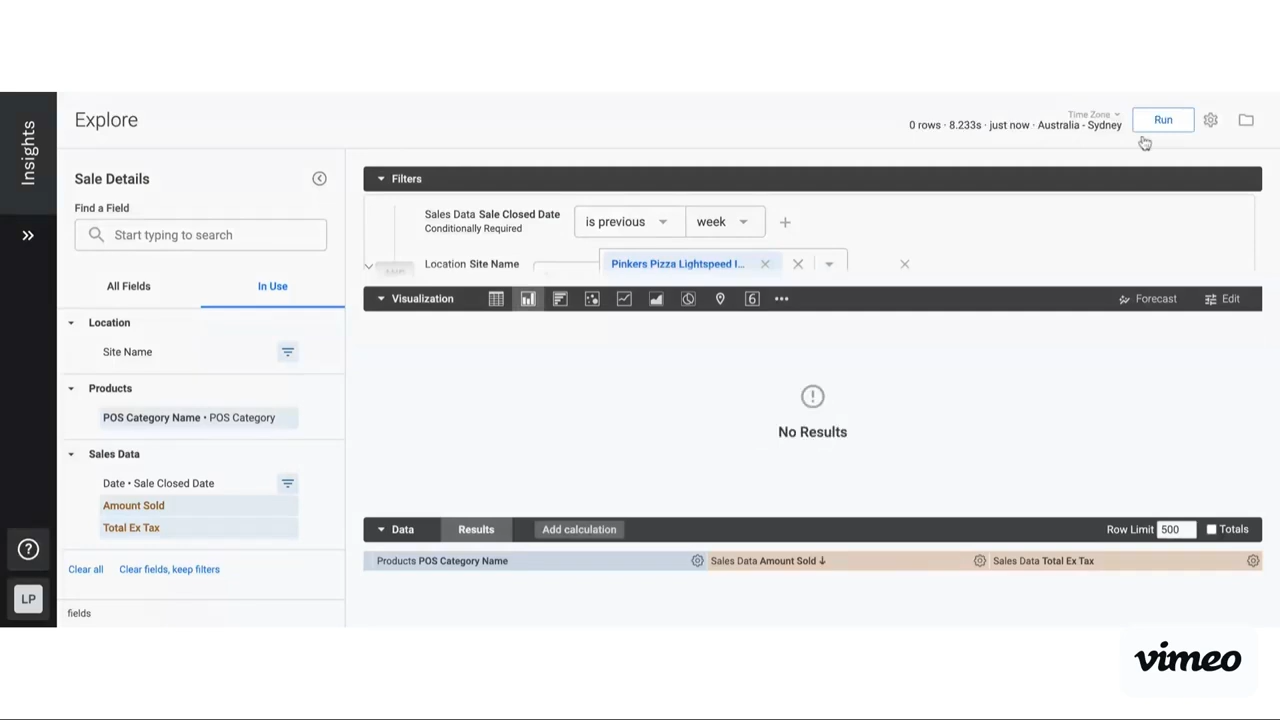 Insights
Explore
Time Zone
0 rows · 8.233s · just now · Australia - Sydney
Run
Sale Details
Find a Field
Start typing to search
All Fields
In Use
Location
Site Name
Products
POS Category Name • POS Category
Sales Data
Date • Sale Closed Date
Amount Sold
Total Ex Tax
Clear all
Clear fields, keep filters
fields
LP
Filters
Sales Data Sale Closed Date
Conditionally Required
is previous
week
Location Site Name
Pinkers Pizza Lightspeed I...
AND
Visualization
6
Forecast
Edit
No Results
Data
Results
Add calculation
Row Limit 500
Totals
Products POS Category Name
Sales Data Amount Sold ↓
Sales Data Total Ex Tax
vimeo